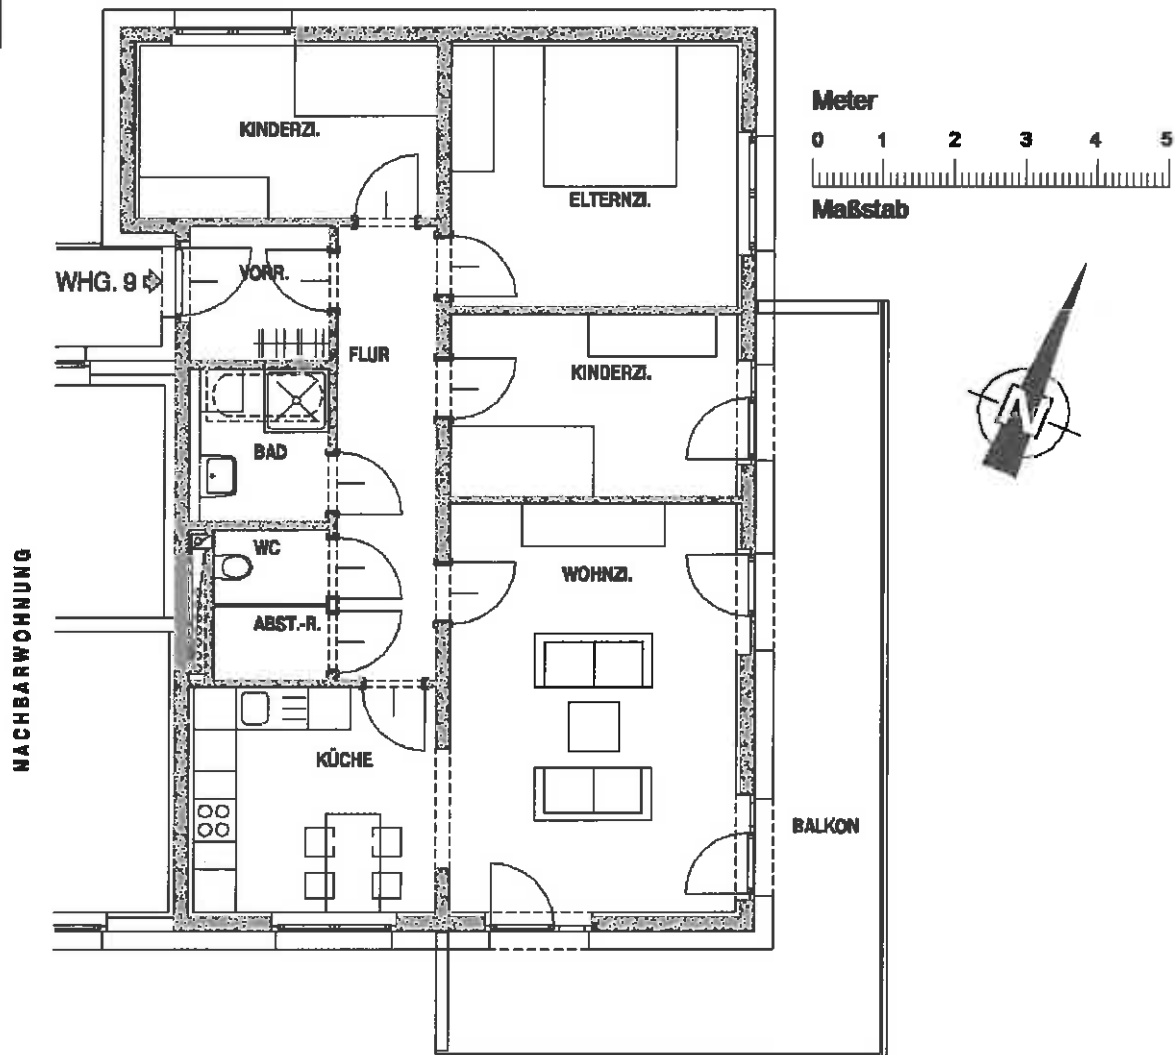 KINDERZI.
ELTERNZI.
Meter
0 1 2 3 4 5
Maßstab
WHG. 9
VORR.
FLUR
KINDERZI.
N
BAD
WC
WOHNZI.
ABST.-R.
NACHBARWOHNUNG
KÜCHE
BALKON